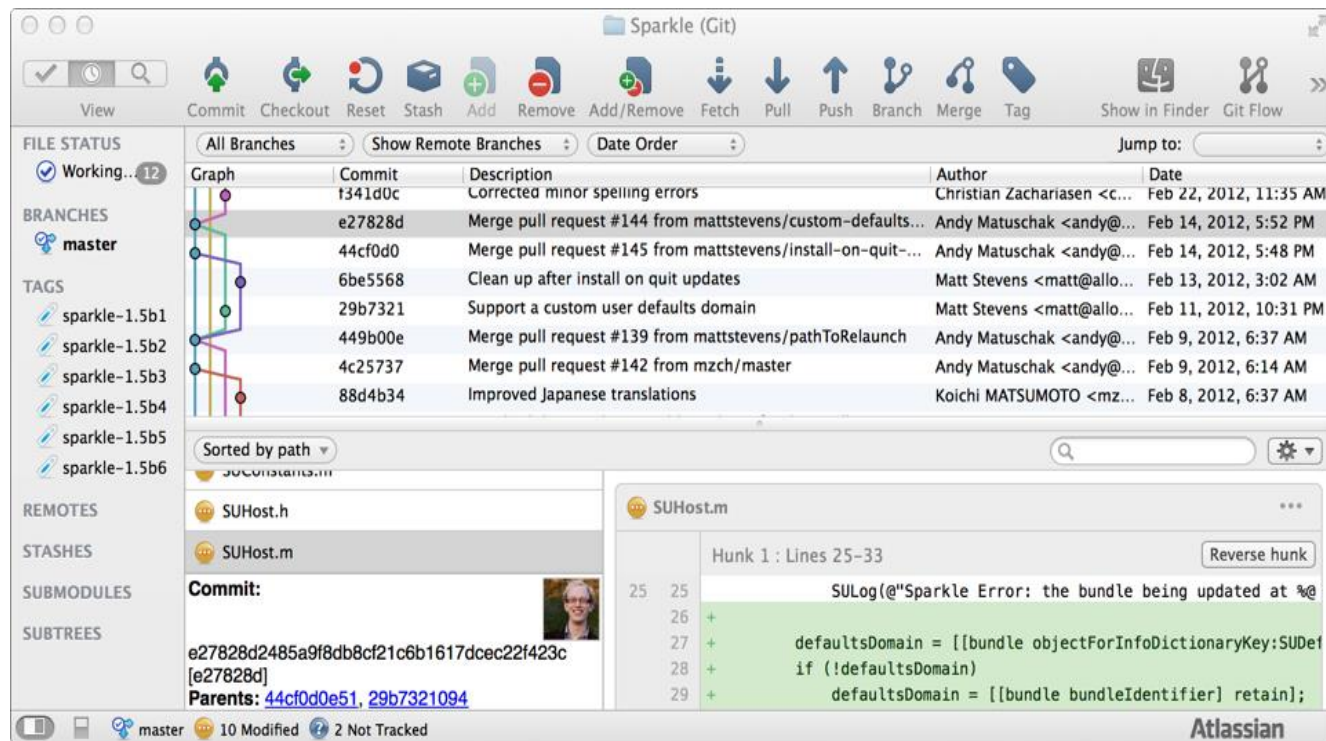 Sparkle (Git)
View Commit Checkout Reset Stash Add Remove Add/Remove Fetch Pull Push Branch Merge Tag Show in Finder Git Flow
FILE STATUS
Working... 12
BRANCHES
master
TAGS
sparkle-1.5b1
sparkle-1.5b2
sparkle-1.5b3
sparkle-1.5b4
sparkle-1.5b5
sparkle-1.5b6
REMOTES
STASHES
SUBMODULES
SUBTREES
All Branches Show Remote Branches Date Order Jump to:
Graph Commit Description Author Date
f341d0c Corrected minor spelling errors Christian Zachariasen <c... Feb 22, 2012, 11:35 AM
e27828d Merge pull request #144 from mattstevens/custom-defaults... Andy Matuschak <andy@... Feb 14, 2012, 5:52 PM
44cf0d0 Merge pull request #145 from mattstevens/install-on-quit-... Andy Matuschak <andy@... Feb 14, 2012, 5:48 PM
6be5568 Clean up after install on quit updates Matt Stevens <matt@allo... Feb 13, 2012, 3:02 AM
29b7321 Support a custom user defaults domain Matt Stevens <matt@allo... Feb 11, 2012, 10:31 PM
449b00e Merge pull request #139 from mattstevens/pathToRelaunch Andy Matuschak <andy@... Feb 9, 2012, 6:37 AM
4c25737 Merge pull request #142 from mzch/master Andy Matuschak <andy@... Feb 9, 2012, 6:14 AM
88d4b34 Improved Japanese translations Koichi MATSUMOTO <mz... Feb 8, 2012, 6:37 AM
Sorted by path
SUConstants.m
SUHost.h
SUHost.m
Commit:
e27828d2485a9f8db8cf21c6b1617dcec22f423c
[e27828d]
Parents: 44cf0d0e51, 29b7321094
SUHost.m
Hunk 1 : Lines 25-33 Reverse hunk
25 25 SULog(@"Sparkle Error: the bundle being updated at %@
26 +
27 + defaultsDomain = [[bundle objectForInfoDictionaryKey:SUDef
28 + if (!defaultsDomain)
29 + defaultsDomain = [[bundle bundleIdentifier] retain];
master 10 Modified 2 Not Tracked Atlassian